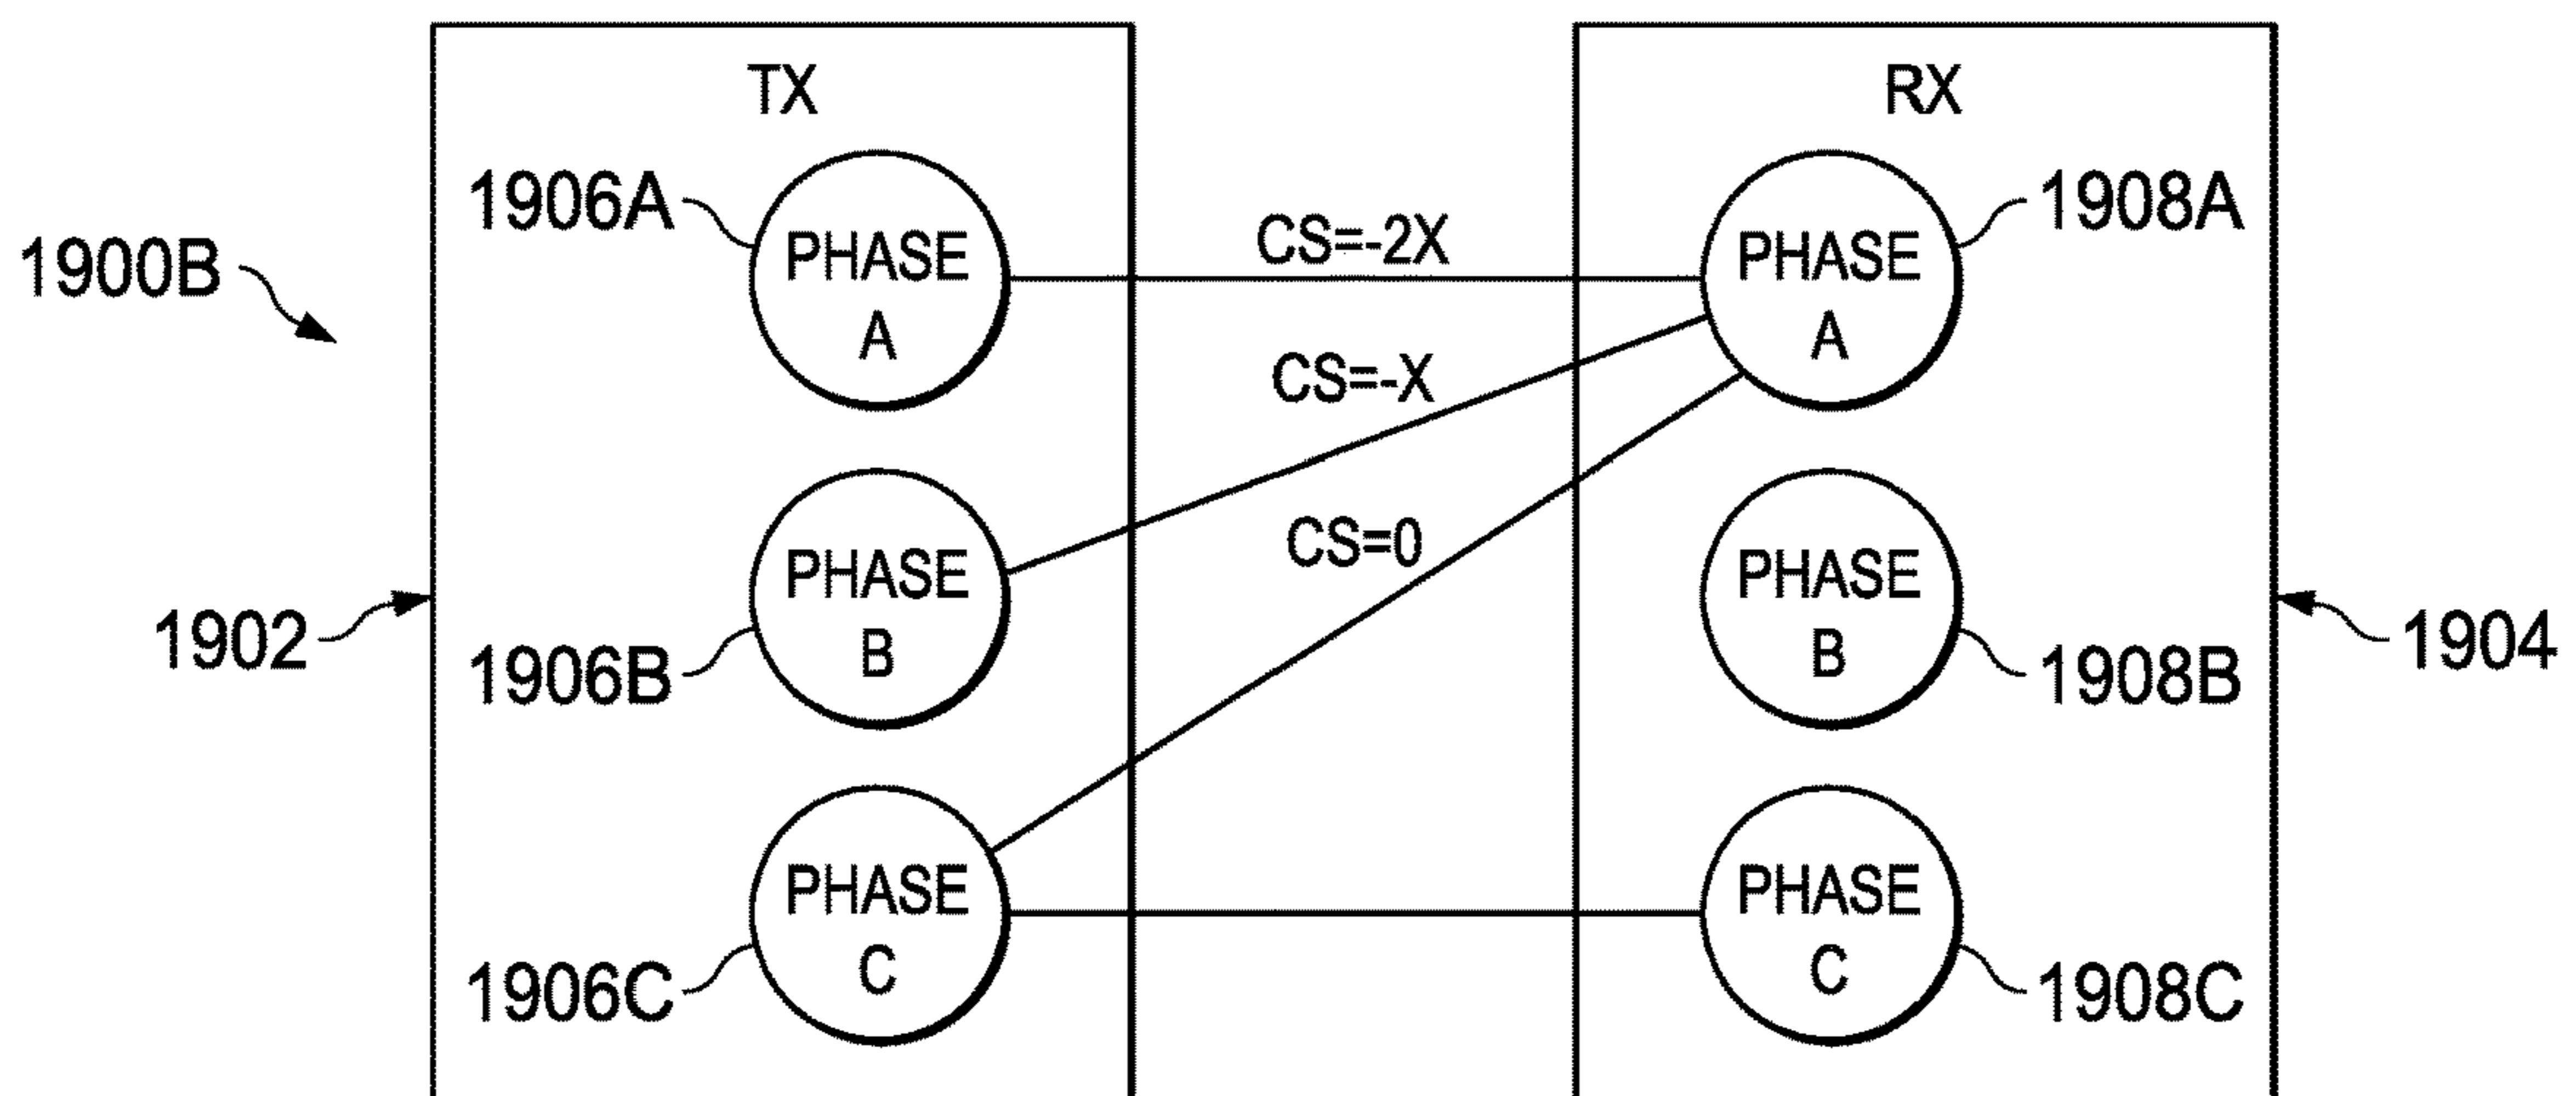 TX
RX
1906A
PHASE
A
CS=-2X
PHASE
A
1908A
1900B
CS=-X
1902
1906B
PHASE
B
CS=0
PHASE
B
1908B
1904
1906C
PHASE
C
PHASE
C
1908C